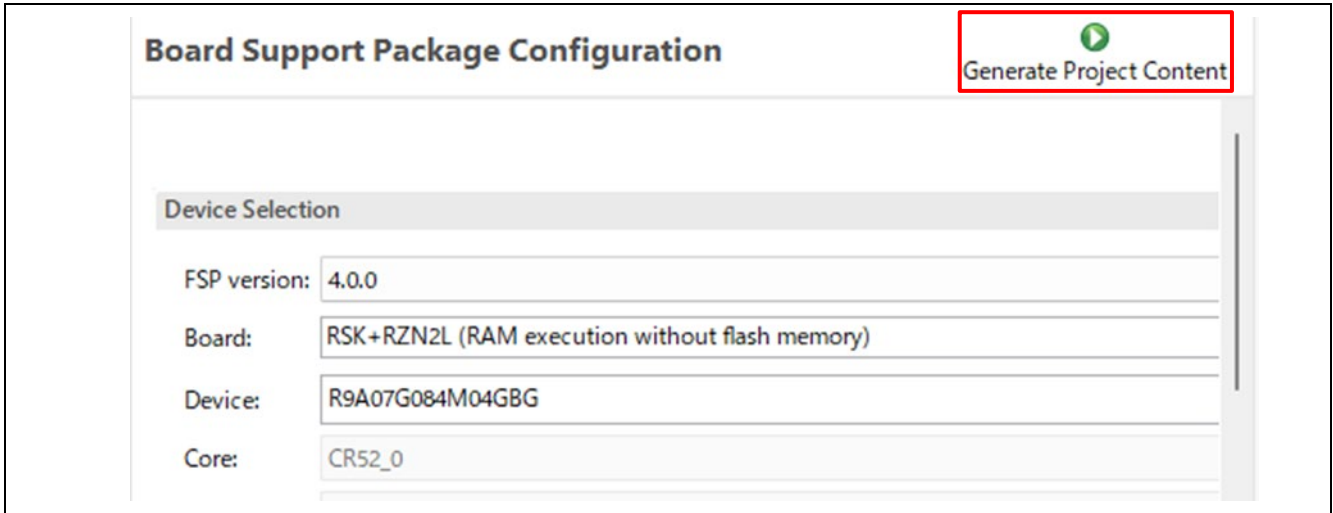 Board Support Package Configuration
Generate Project Content
Device Selection
FSP version: 4.0.0
Board: RSK+RZN2L (RAM execution without flash memory)
Device: R9A07G084M04GBG
Core: CR52_0